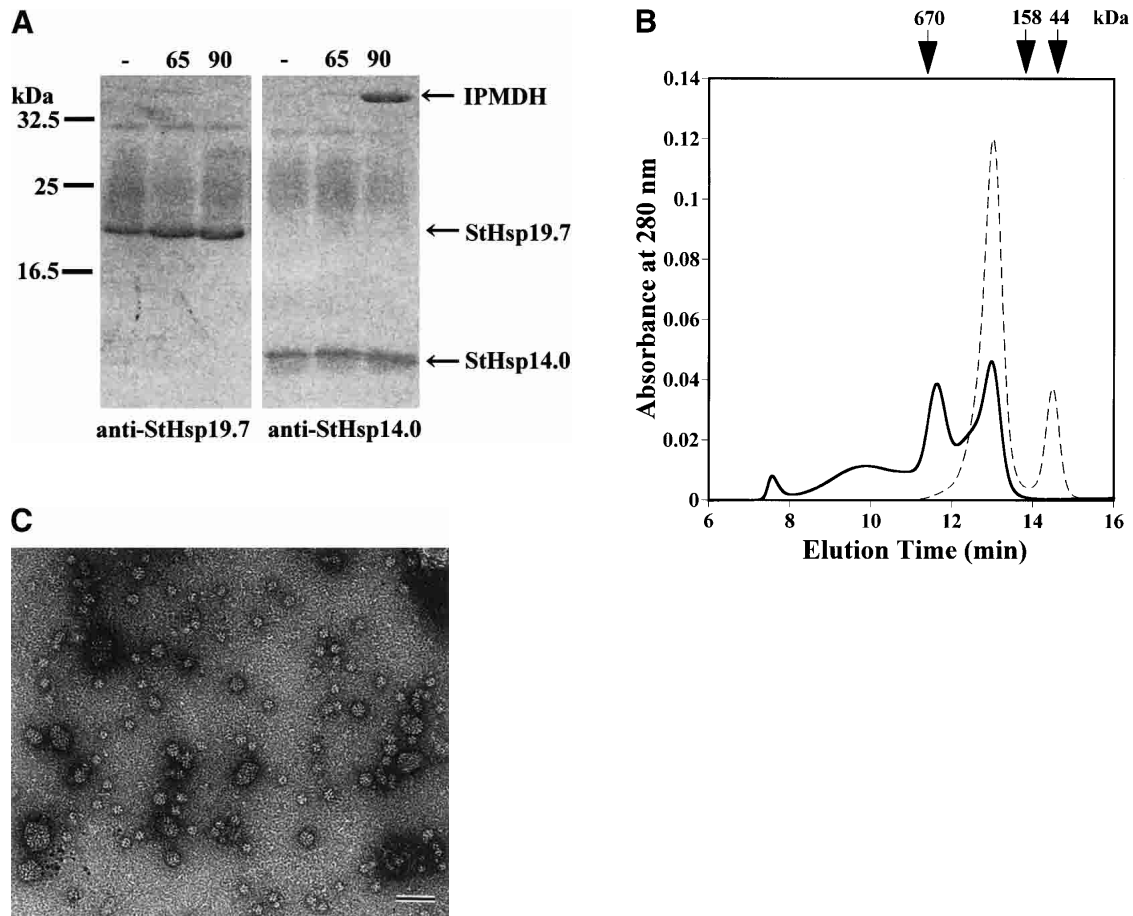 A
- 65 90 - 65 90
kDa
32.5
25
16.5
IPMDH
StHsp19.7
StHsp14.0
anti-StHsp19.7 anti-StHsp14.0
B
670 158 44 kDa
0.14
0.12
0.1
0.08
0.06
0.04
0.02
0
Absorbance at 280 nm
6 8 10 12 14 16
Elution Time (min)
C